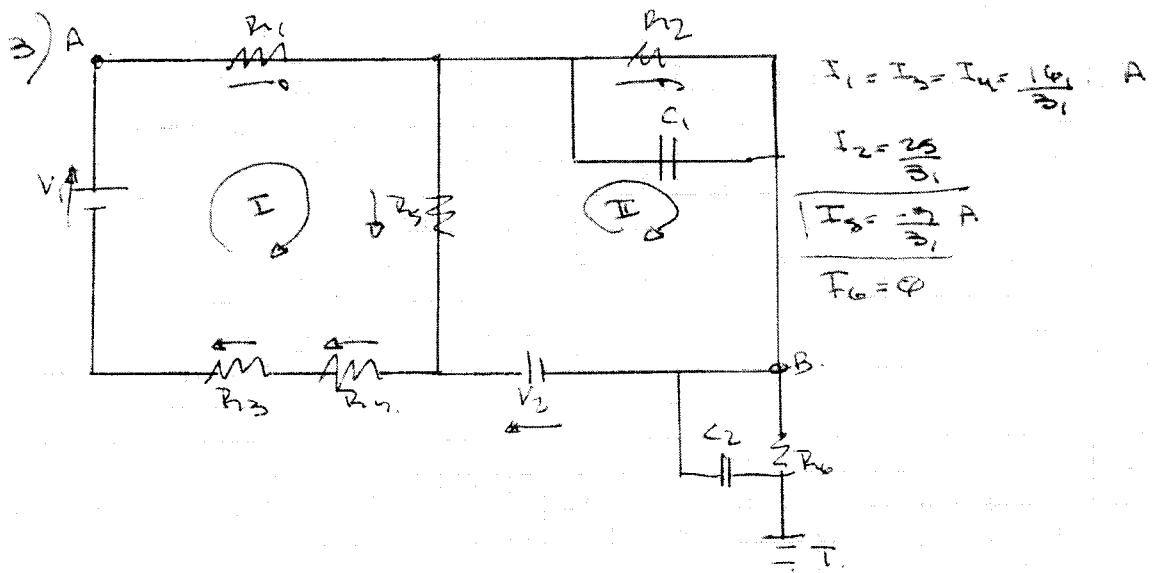 3) A
R1
R2
C1
V1
I
R5
II
I1 = I3 = I4 = 16/31 A
I2 = 25/31
I5 = -9/31 A
I6 = 0
R3
R4
V2
B.
C2
R6
T.